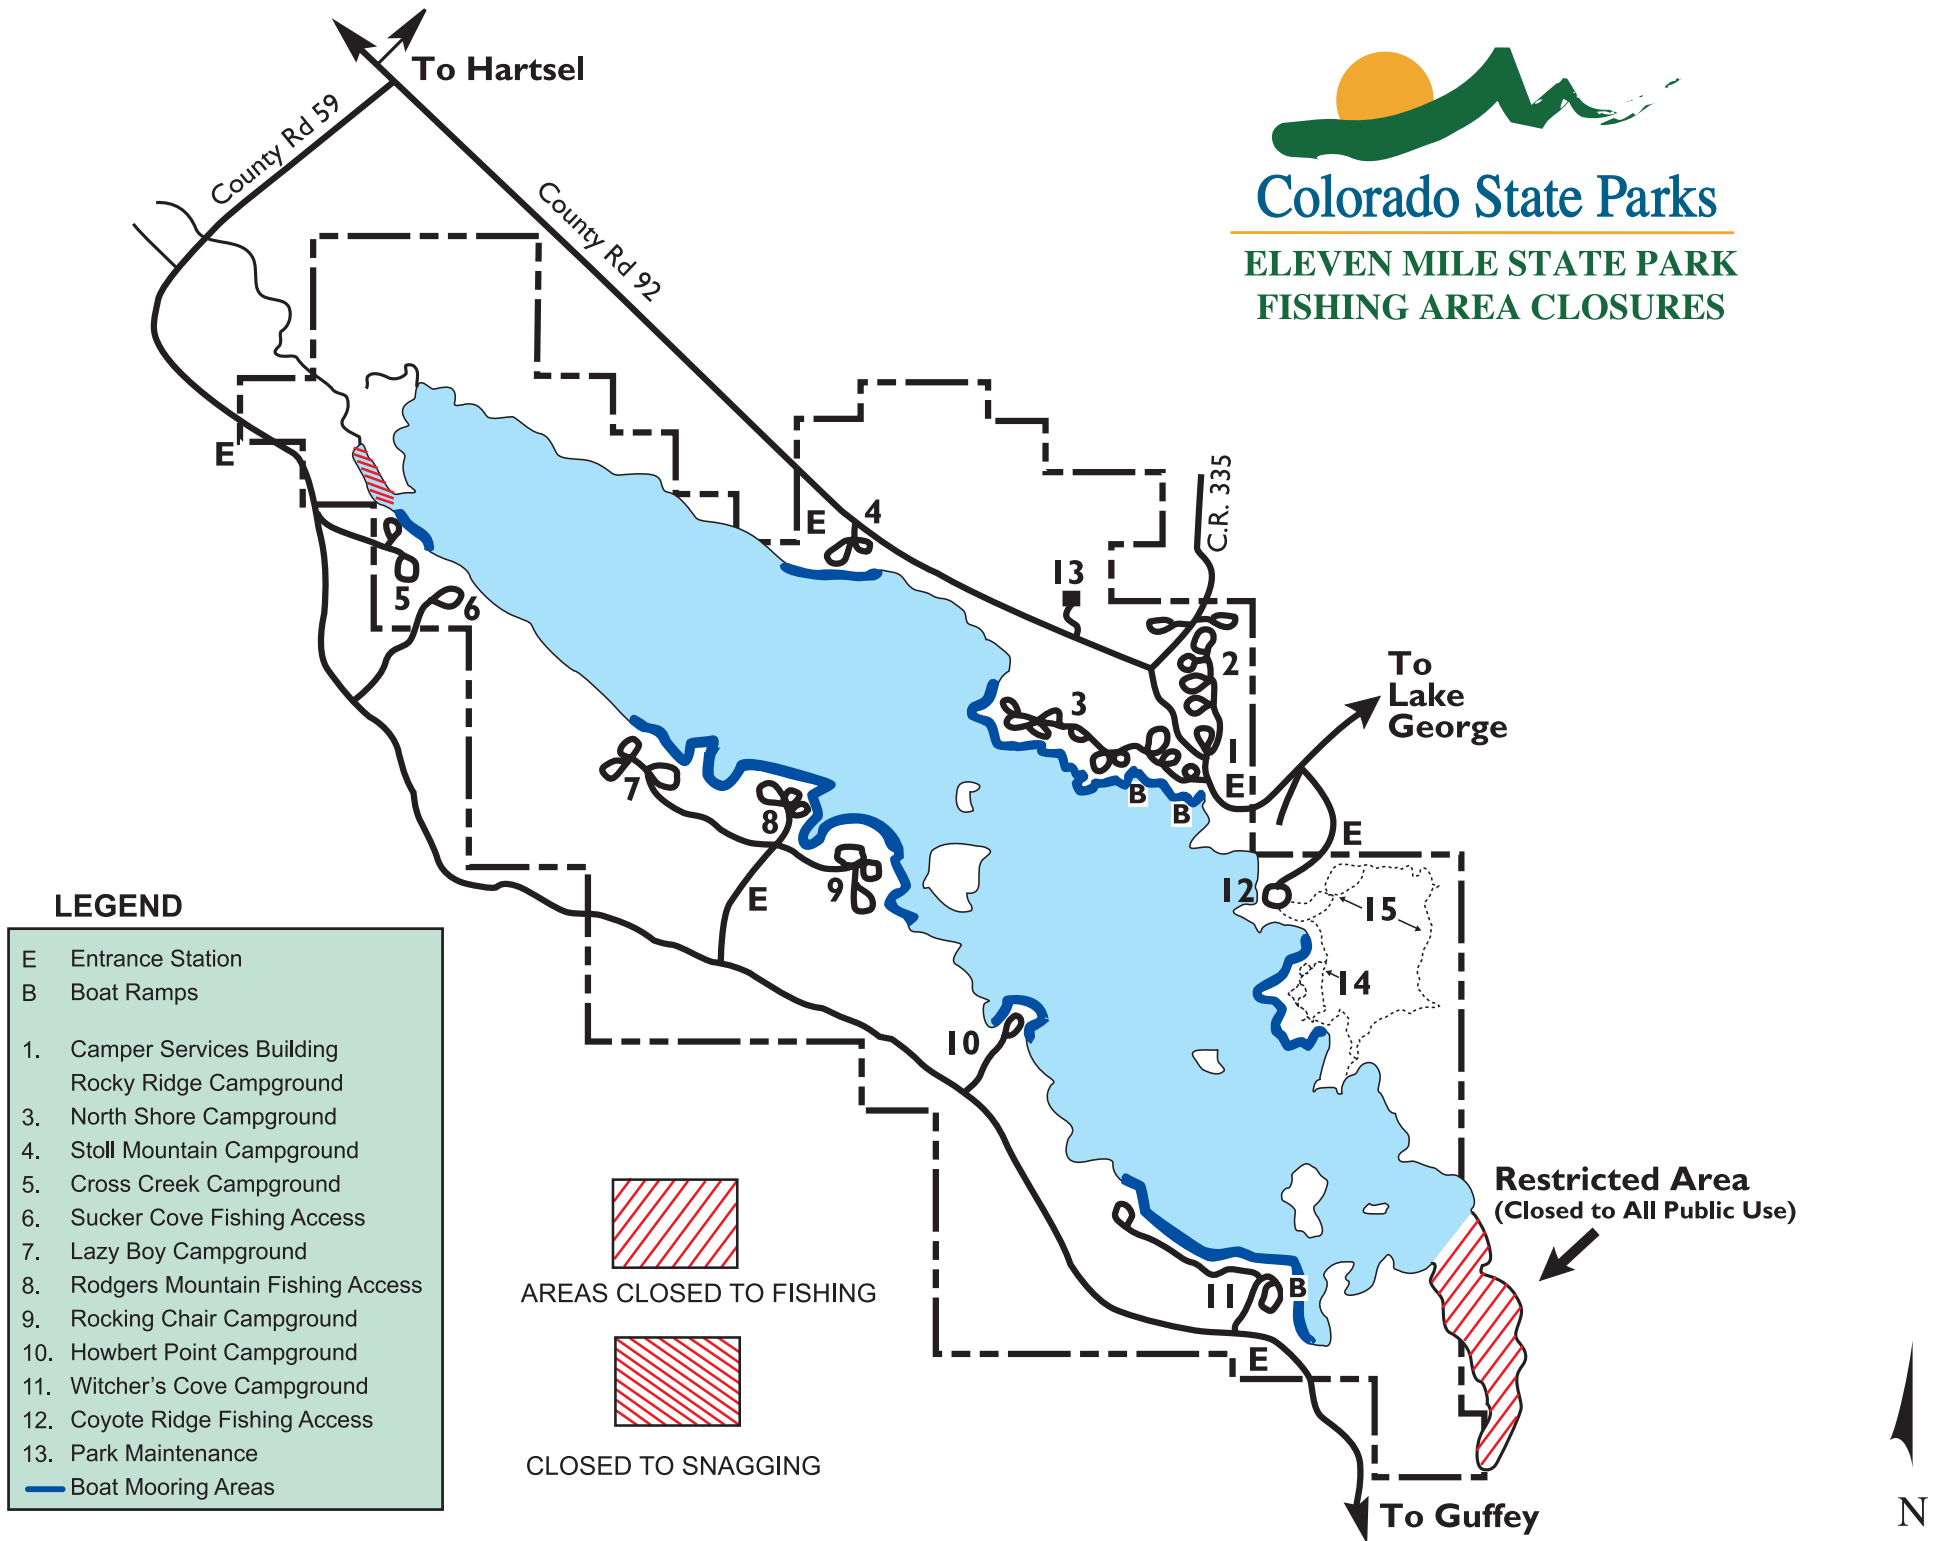 To Hartsel
County Rd 59
County Rd 92
Colorado State Parks
ELEVEN MILE STATE PARK
FISHING AREA CLOSURES
E
E
4
C.R. 335
13
5
6
2
3
1
To
Lake
George
E
7
B
B
8
E
9
E
12
15
14
10
LEGEND
E Entrance Station
B Boat Ramps
1. Camper Services Building
Rocky Ridge Campground
3. North Shore Campground
4. Stoll Mountain Campground
5. Cross Creek Campground
6. Sucker Cove Fishing Access
7. Lazy Boy Campground
8. Rodgers Mountain Fishing Access
9. Rocking Chair Campground
10. Howbert Point Campground
11. Witcher's Cove Campground
12. Coyote Ridge Fishing Access
13. Park Maintenance
Boat Mooring Areas
AREAS CLOSED TO FISHING
CLOSED TO SNAGGING
Restricted Area
(Closed to All Public Use)
11
B
E
To Guffey
N